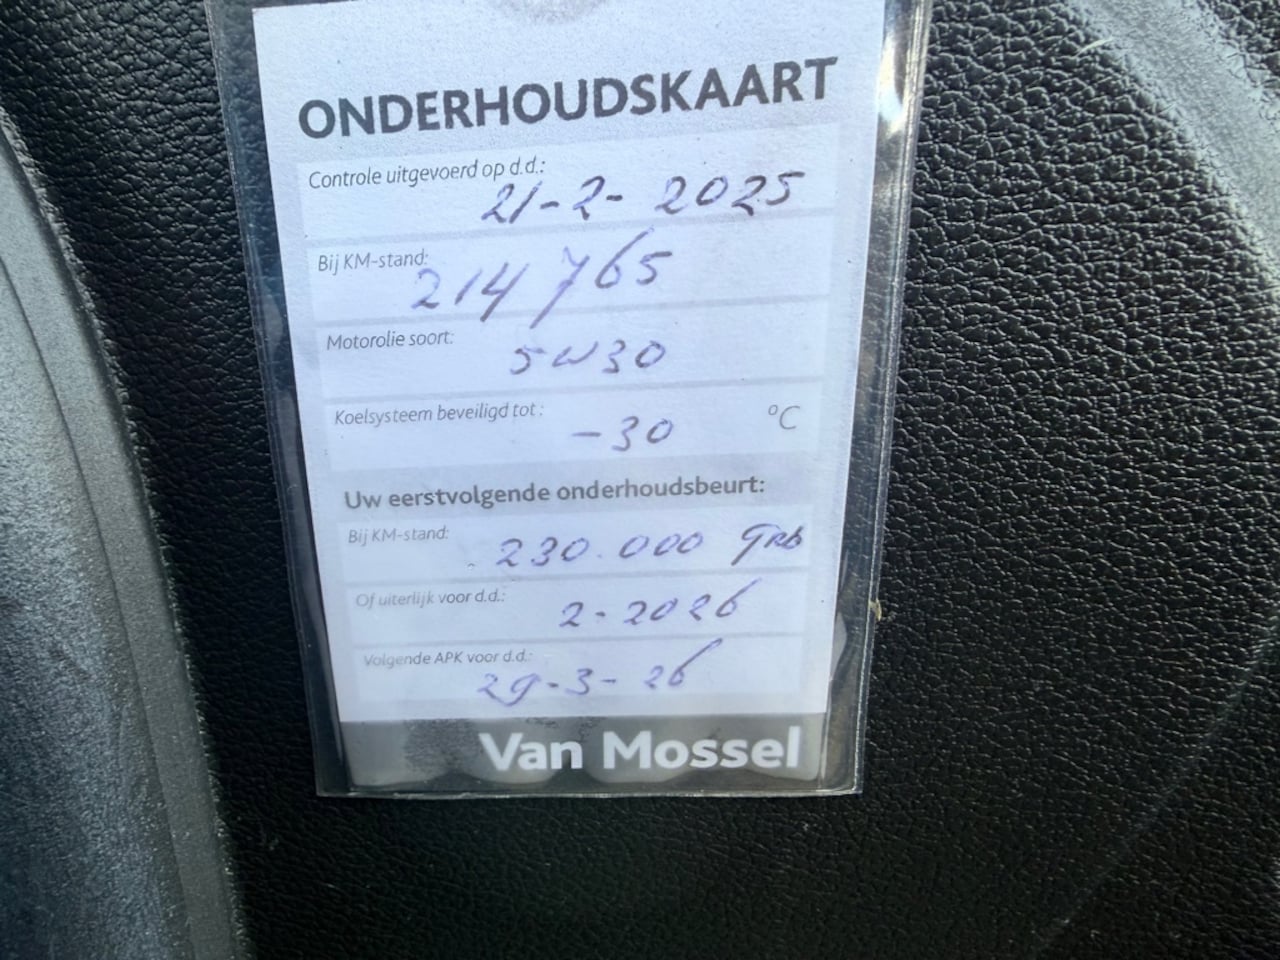 ONDERHOUDSKAART
Controle uitgevoerd op d.d.: 21-2-2025
Bij KM-stand: 214765
Motorolie soort: 5W30
Koelsysteem beveiligd tot: -30 °C
Uw eerstvolgende onderhoudsbeurt:
Bij KM-stand: 230.000
Of uiterlijk voor d.d.: 2-2026
Volgende APK voor d.d.: 29-3-26
Van Mossel